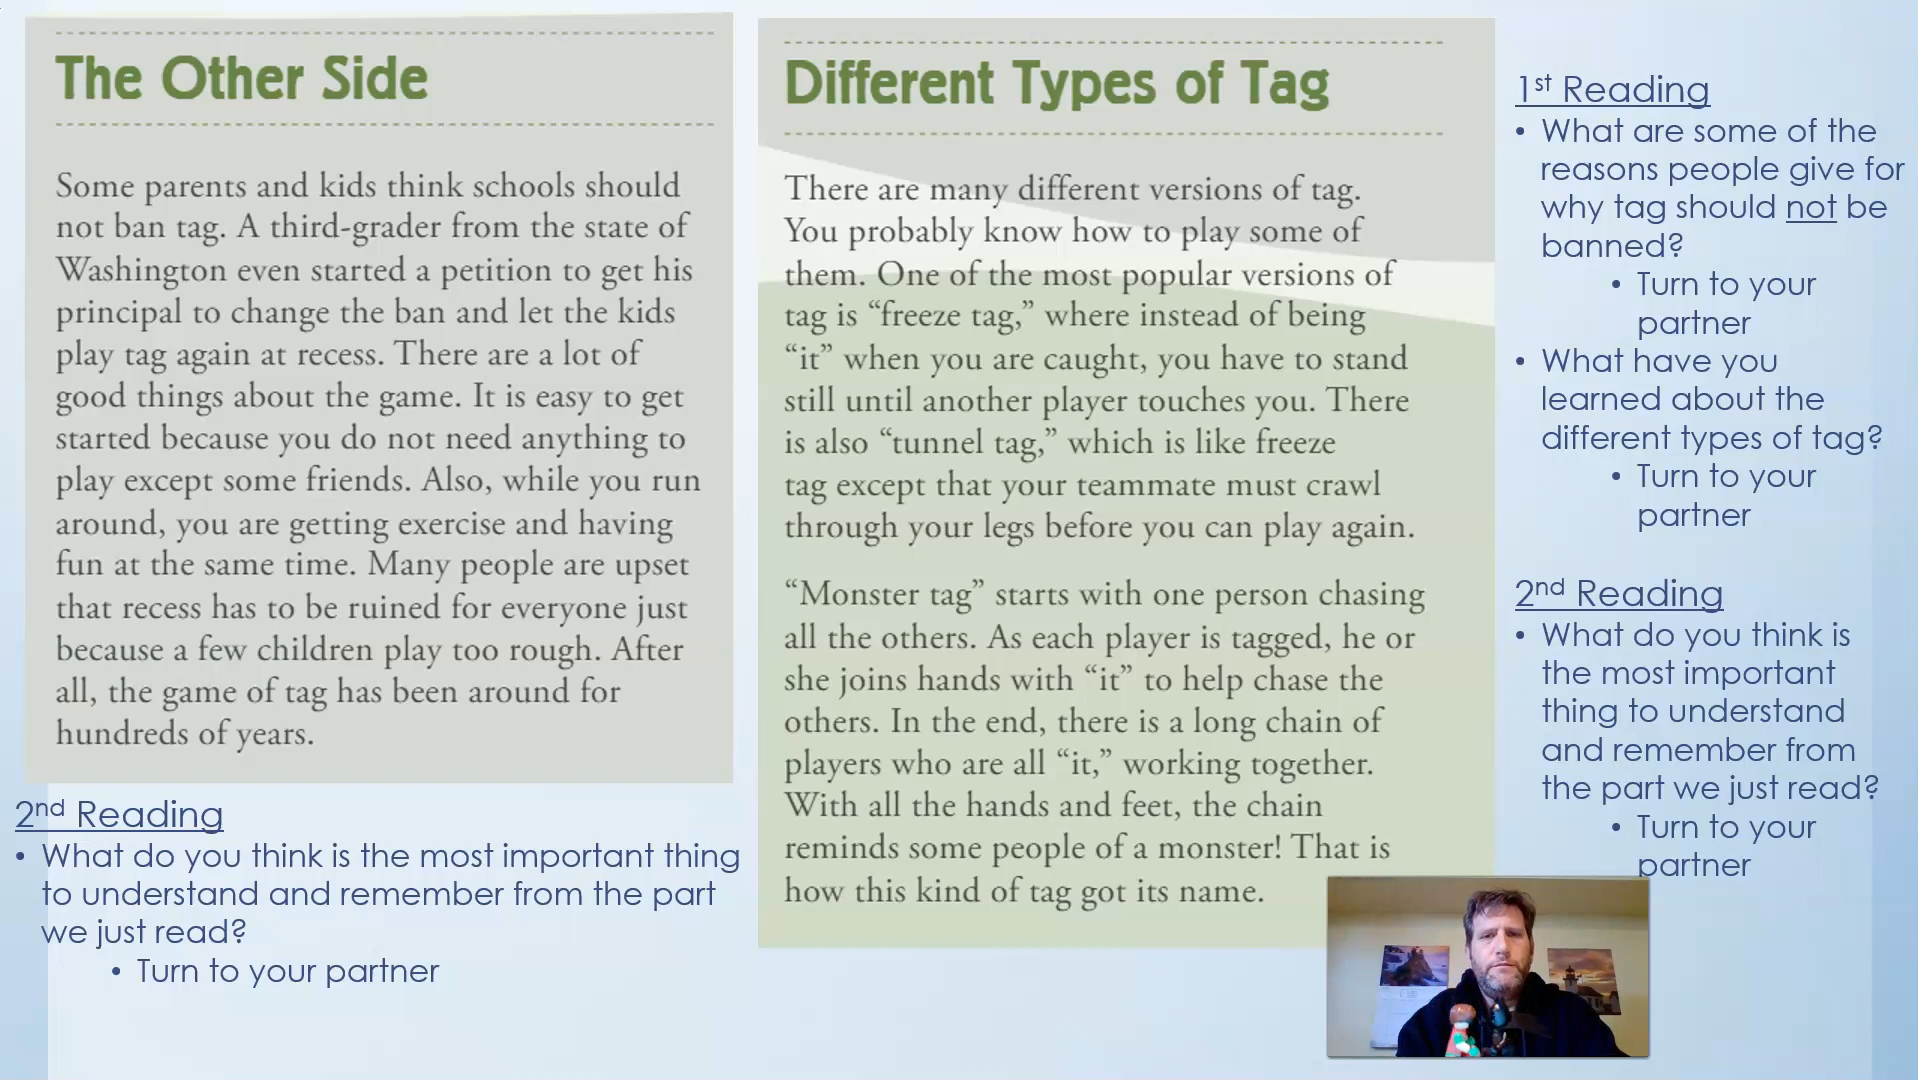 The Other Side
Some parents and kids think schools should
not ban tag. A third-grader from the state of
Washington even started a petition to get his
principal to change the ban and let the kids
play tag again at recess. There are a lot of
good things about the game. It is easy to get
started because you do not need anything to
play except some friends. Also, while you run
around, you are getting exercise and having
fun at the same time. Many people are upset
that recess has to be ruined for everyone just
because a few children play too rough. After
all, the game of tag has been around for
hundreds of years.
2nd Reading
• What do you think is the most important thing
to understand and remember from the part
we just read?
• Turn to your partner
Different Types of Tag
There are many different versions of tag.
You probably know how to play some of
them. One of the most popular versions of
tag is “freeze tag,” where instead of being
“it” when you are caught, you have to stand
still until another player touches you. There
is also “tunnel tag,” which is like freeze
tag except that your teammate must crawl
through your legs before you can play again.
“Monster tag” starts with one person chasing
all the others. As each player is tagged, he or
she joins hands with “it” to help chase the
others. In the end, there is a long chain of
players who are all “it,” working together.
With all the hands and feet, the chain
reminds some people of a monster! That is
how this kind of tag got its name.
1st Reading
• What are some of the
reasons people give for
why tag should not be
banned?
• Turn to your
partner
• What have you
learned about the
different types of tag?
• Turn to your
partner
2nd Reading
• What do you think is
the most important
thing to understand
and remember from
the part we just read?
• Turn to your
partner